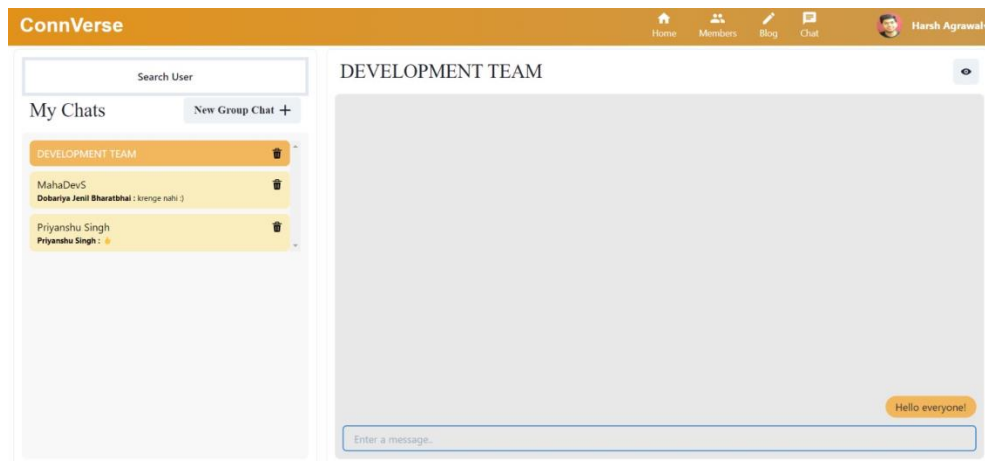 ConnVerse
Home Members Blog Chat Harsh Agrawal
Search User
My Chats New Group Chat +
DEVELOPMENT TEAM
MahaDevS
Dobariya Jenil Bharatbhai : krenge nahi :)
Priyanshu Singh
Priyanshu Singh : 👍
DEVELOPMENT TEAM
Hello everyone!
Enter a message..